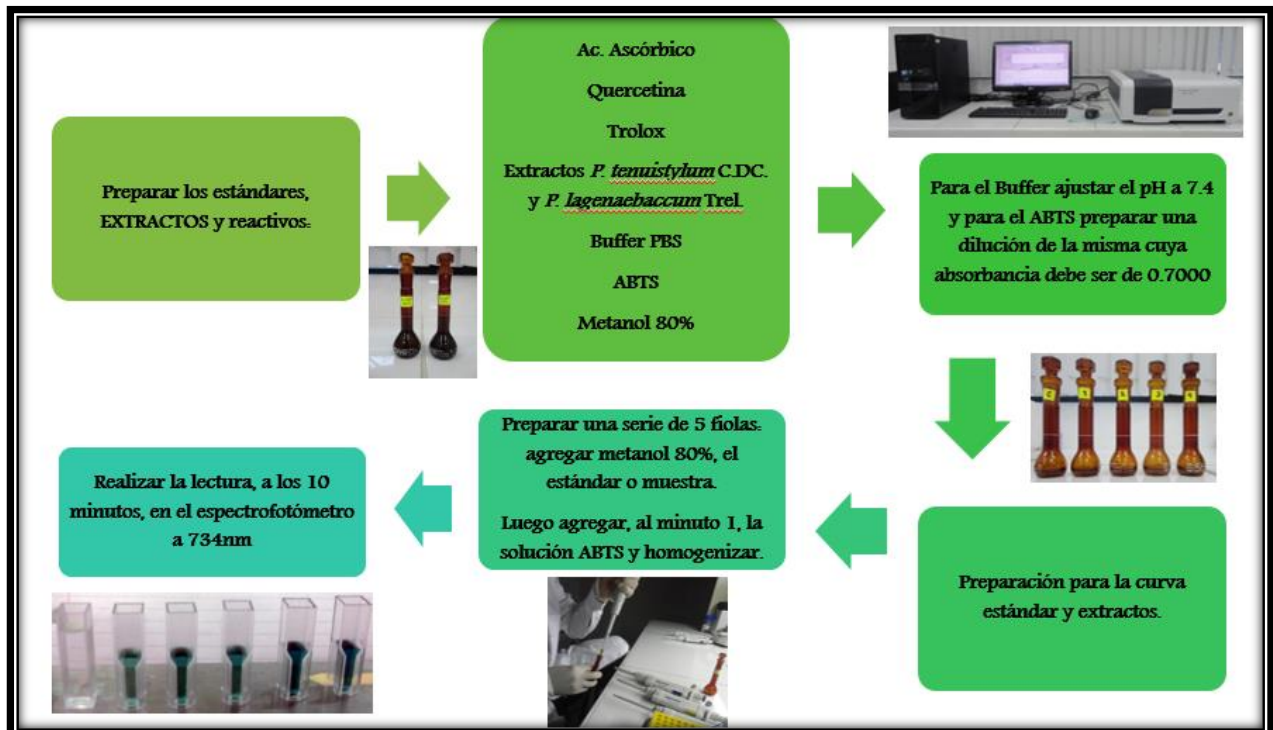 Preparar los estándares,
EXTRACTOS y reactivos.
Ac. Ascórbico
Quercetina
Trolox
Extractos P. tenuistylum C.DC.
y P. lagenaebaccum Trel.
Buffer PBS
ABTS
Metanol 80%
Para el Buffer ajustar el pH a 7.4
y para el ABTS preparar una
dilución de la misma cuya
absorbancia debe ser de 0.7000
Preparación para la curva
estándar y extractos.
Preparar una serie de 5 fiolas:
agregar metanol 80%, el
estándar o muestra.
Luego agregar, al minuto 1, la
solución ABTS y homogenizar.
Realizar la lectura, a los 10
minutos, en el espectrofotómetro
a 734nm